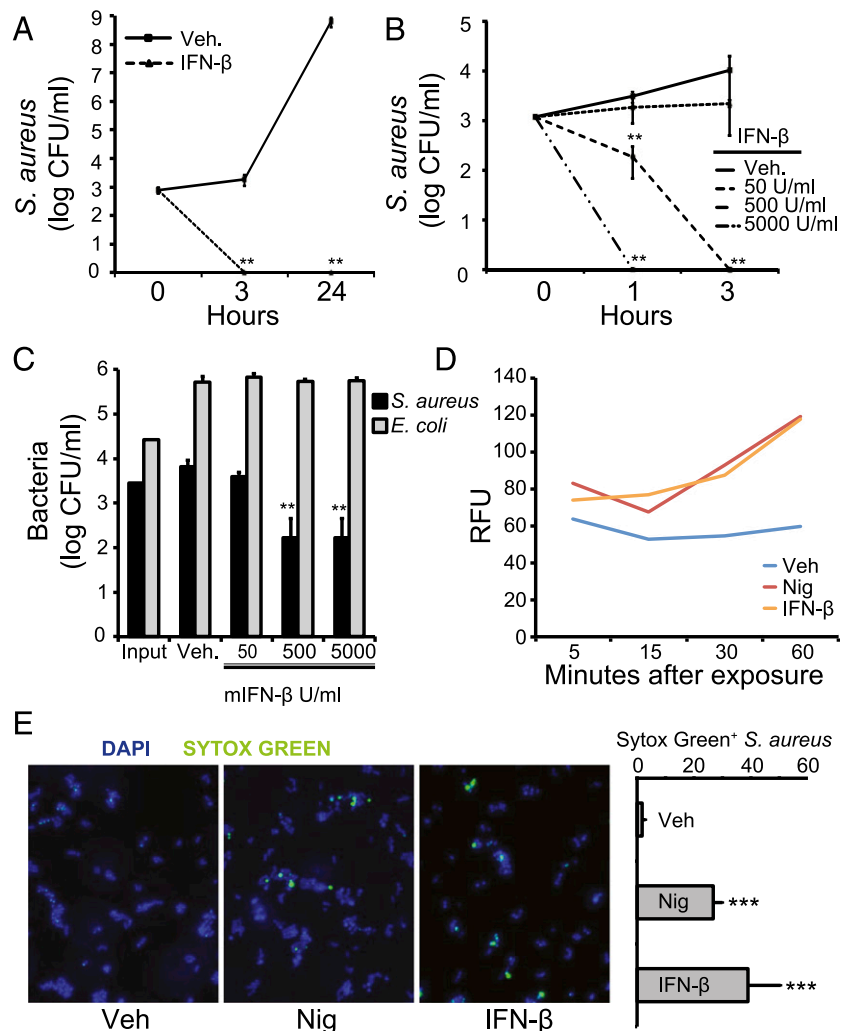 A
S. aureus
(log CFU/ml)
9
8
7
6
5
4
3
2
1
0
Veh.
IFN-β
**
**
0 3 24
Hours
B
S. aureus
(log CFU/ml)
5
4
3
2
1
0
**
**
**
IFN-β
Veh.
50 U/ml
500 U/ml
5000 U/ml
0 1 3
Hours
C
Bacteria
(log CFU/ml)
6
5
4
3
2
1
0
S. aureus
E. coli
**
**
Input Veh. 50 500 5000
mIFN-β U/ml
D
RFU
140
120
100
80
60
40
20
0
Veh
Nig
IFN-β
5 15 30 60
Minutes after exposure
E
DAPI SYTOX GREEN
Veh Nig IFN-β
Sytox Green+ S. aureus
0 20 40 60
Veh
Nig ***
IFN-β ***